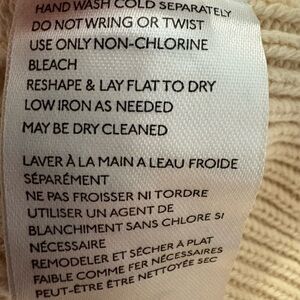 HAND WASH COLD SEPARATELY
DO NOT WRING OR TWIST
USE ONLY NON-CHLORINE
BLEACH
RESHAPE & LAY FLAT TO DRY
LOW IRON AS NEEDED
MAY BE DRY CLEANED
LAVER À LA MAIN A LEAU FROIDE
SÉPARÉMENT
NE PAS FROISSER NI TORDRE
UTILISER UN AGENT DE
BLANCHIMENT SANS CHLORE SI
NÉCESSAIRE
REMODELER ET SÉCHER À PLAT
FAIBLE COMME FER NÉCESSAIRES
PEUT-ÊTRE ÊTRE NETTOYÉE SEC